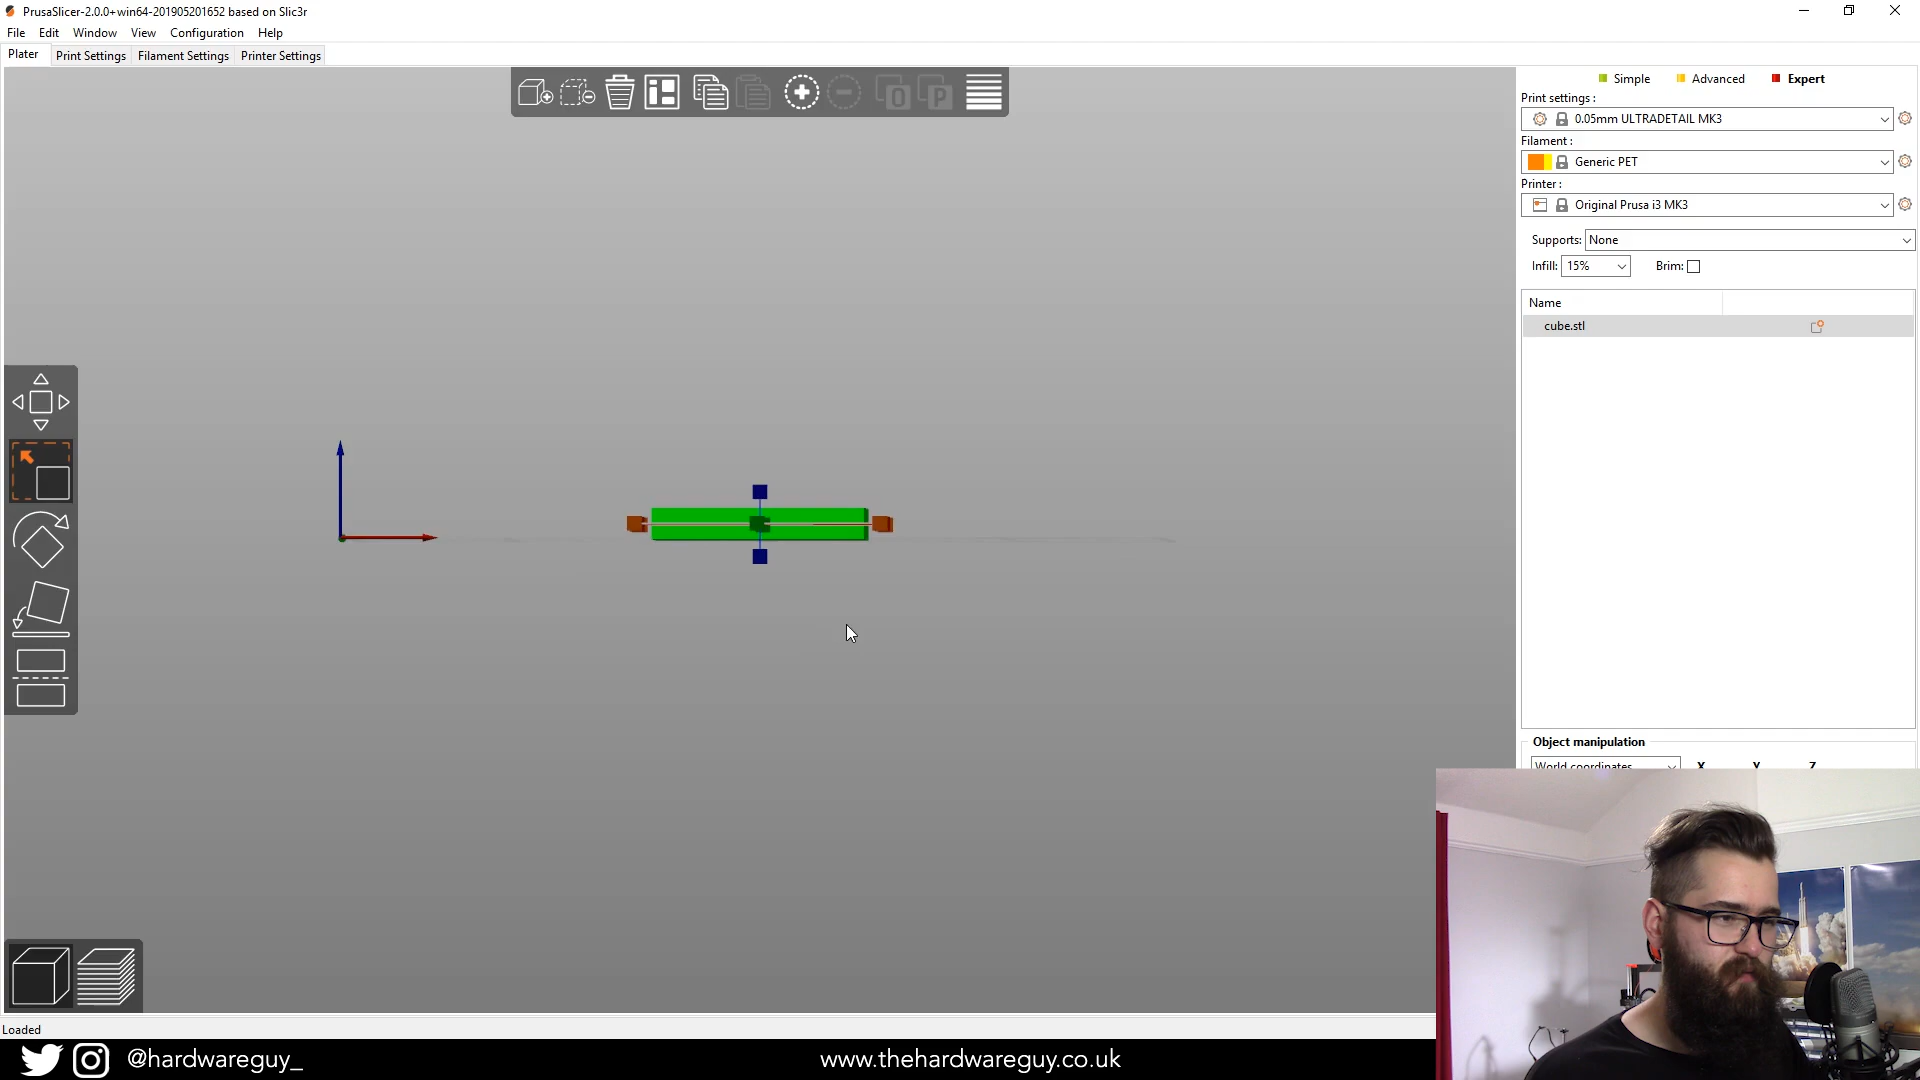 PrusaSlicer-2.0.0+win64-201905201652 based on Slic3r
File Edit Window View Configuration Help
Plater Print Settings Filament Settings Printer Settings
Simple Advanced Expert
Print settings :
0.05mm ULTRADETAIL MK3
Filament :
Generic PET
Printer :
Original Prusa i3 MK3
Supports: None
Infill: 15% Brim:
Name
cube.stl
Object manipulation
World coordinates X Y Z
Loaded
@hardwareguy_ www.thehardwareguy.co.uk